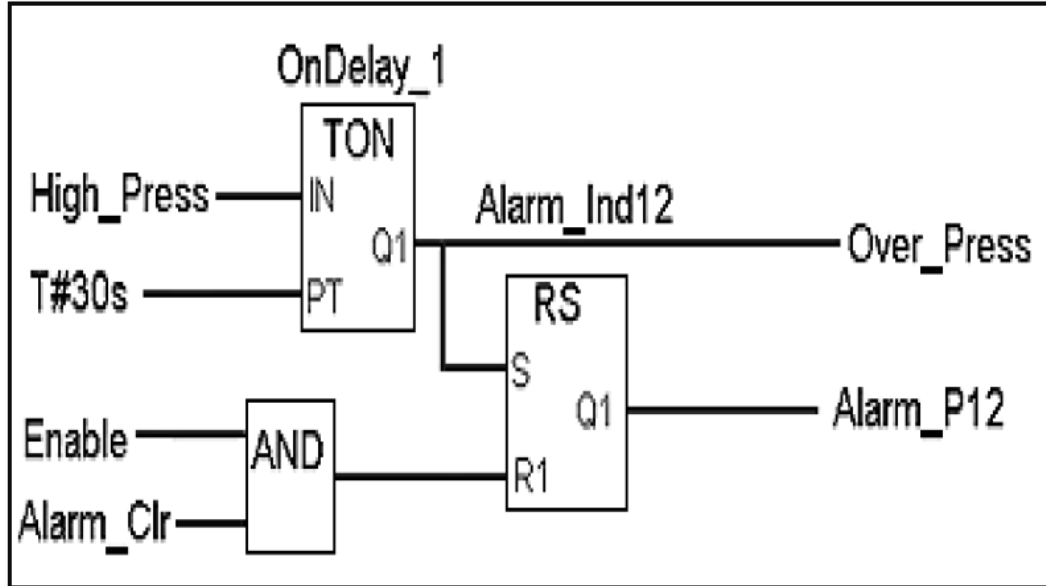 OnDelay_1
TON
High_Press
IN
Alarm_Ind12
Q1
Over_Press
T#30s
PT
RS
S
Q1
Alarm_P12
Enable
AND
R1
Alarm_Clr